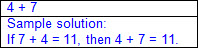 4 + 7
Sample solution:
If 7 + 4 = 11, then 4 + 7 = 11.